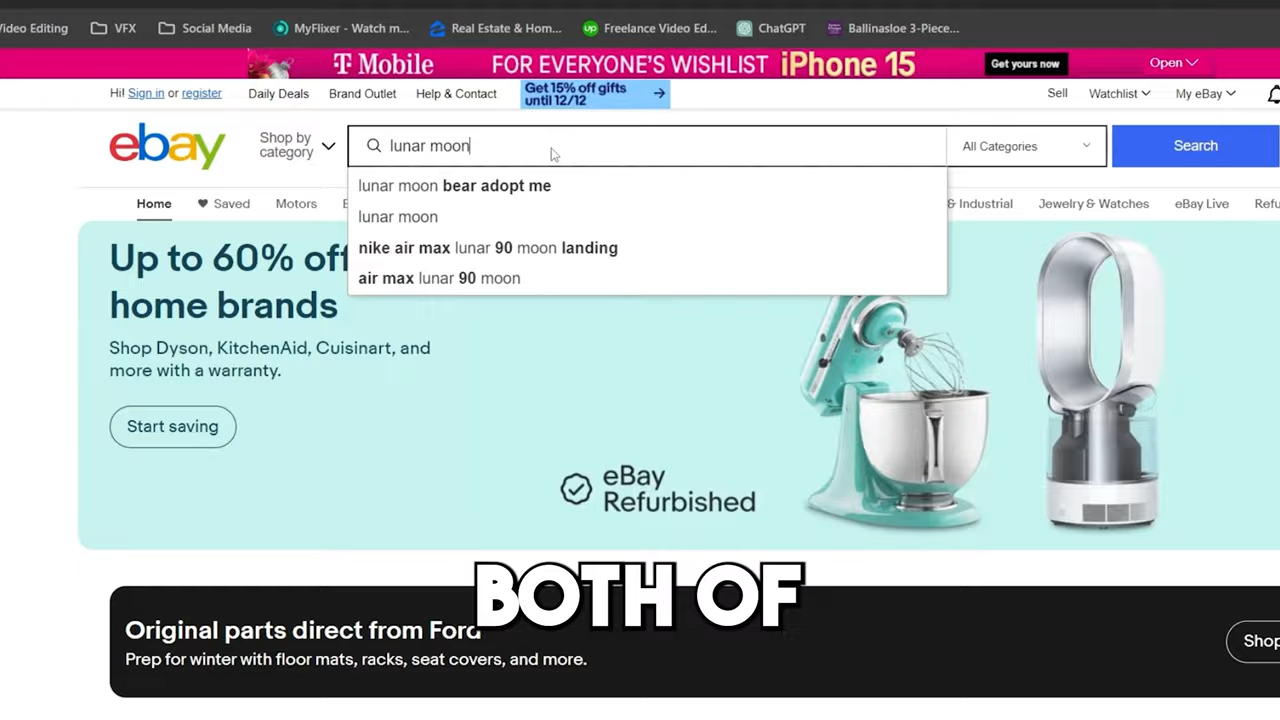 Video Editing VFX Social Media MyFlixer - Watch m... Real Estate & Hom... Freelance Video Ed... ChatGPT Ballinasloe 3-Piece...
T Mobile FOR EVERYONE'S WISHLIST iPhone 15 Get yours now Open
Hi! Sign in or register Daily Deals Brand Outlet Help & Contact Get 15% off gifts until 12/12 Sell Watchlist My eBay
ebay Shop by category lunar moon All Categories Search
lunar moon bear adopt me
Home Saved Motors E & Industrial Jewelry & Watches eBay Live Refu
lunar moon
nike air max lunar 90 moon landing
air max lunar 90 moon
Up to 60% off
home brands
Shop Dyson, KitchenAid, Cuisinart, and
more with a warranty.
Start saving
eBay
Refurbished
BOTH OF
Original parts direct from Ford
Prep for winter with floor mats, racks, seat covers, and more.
Shop